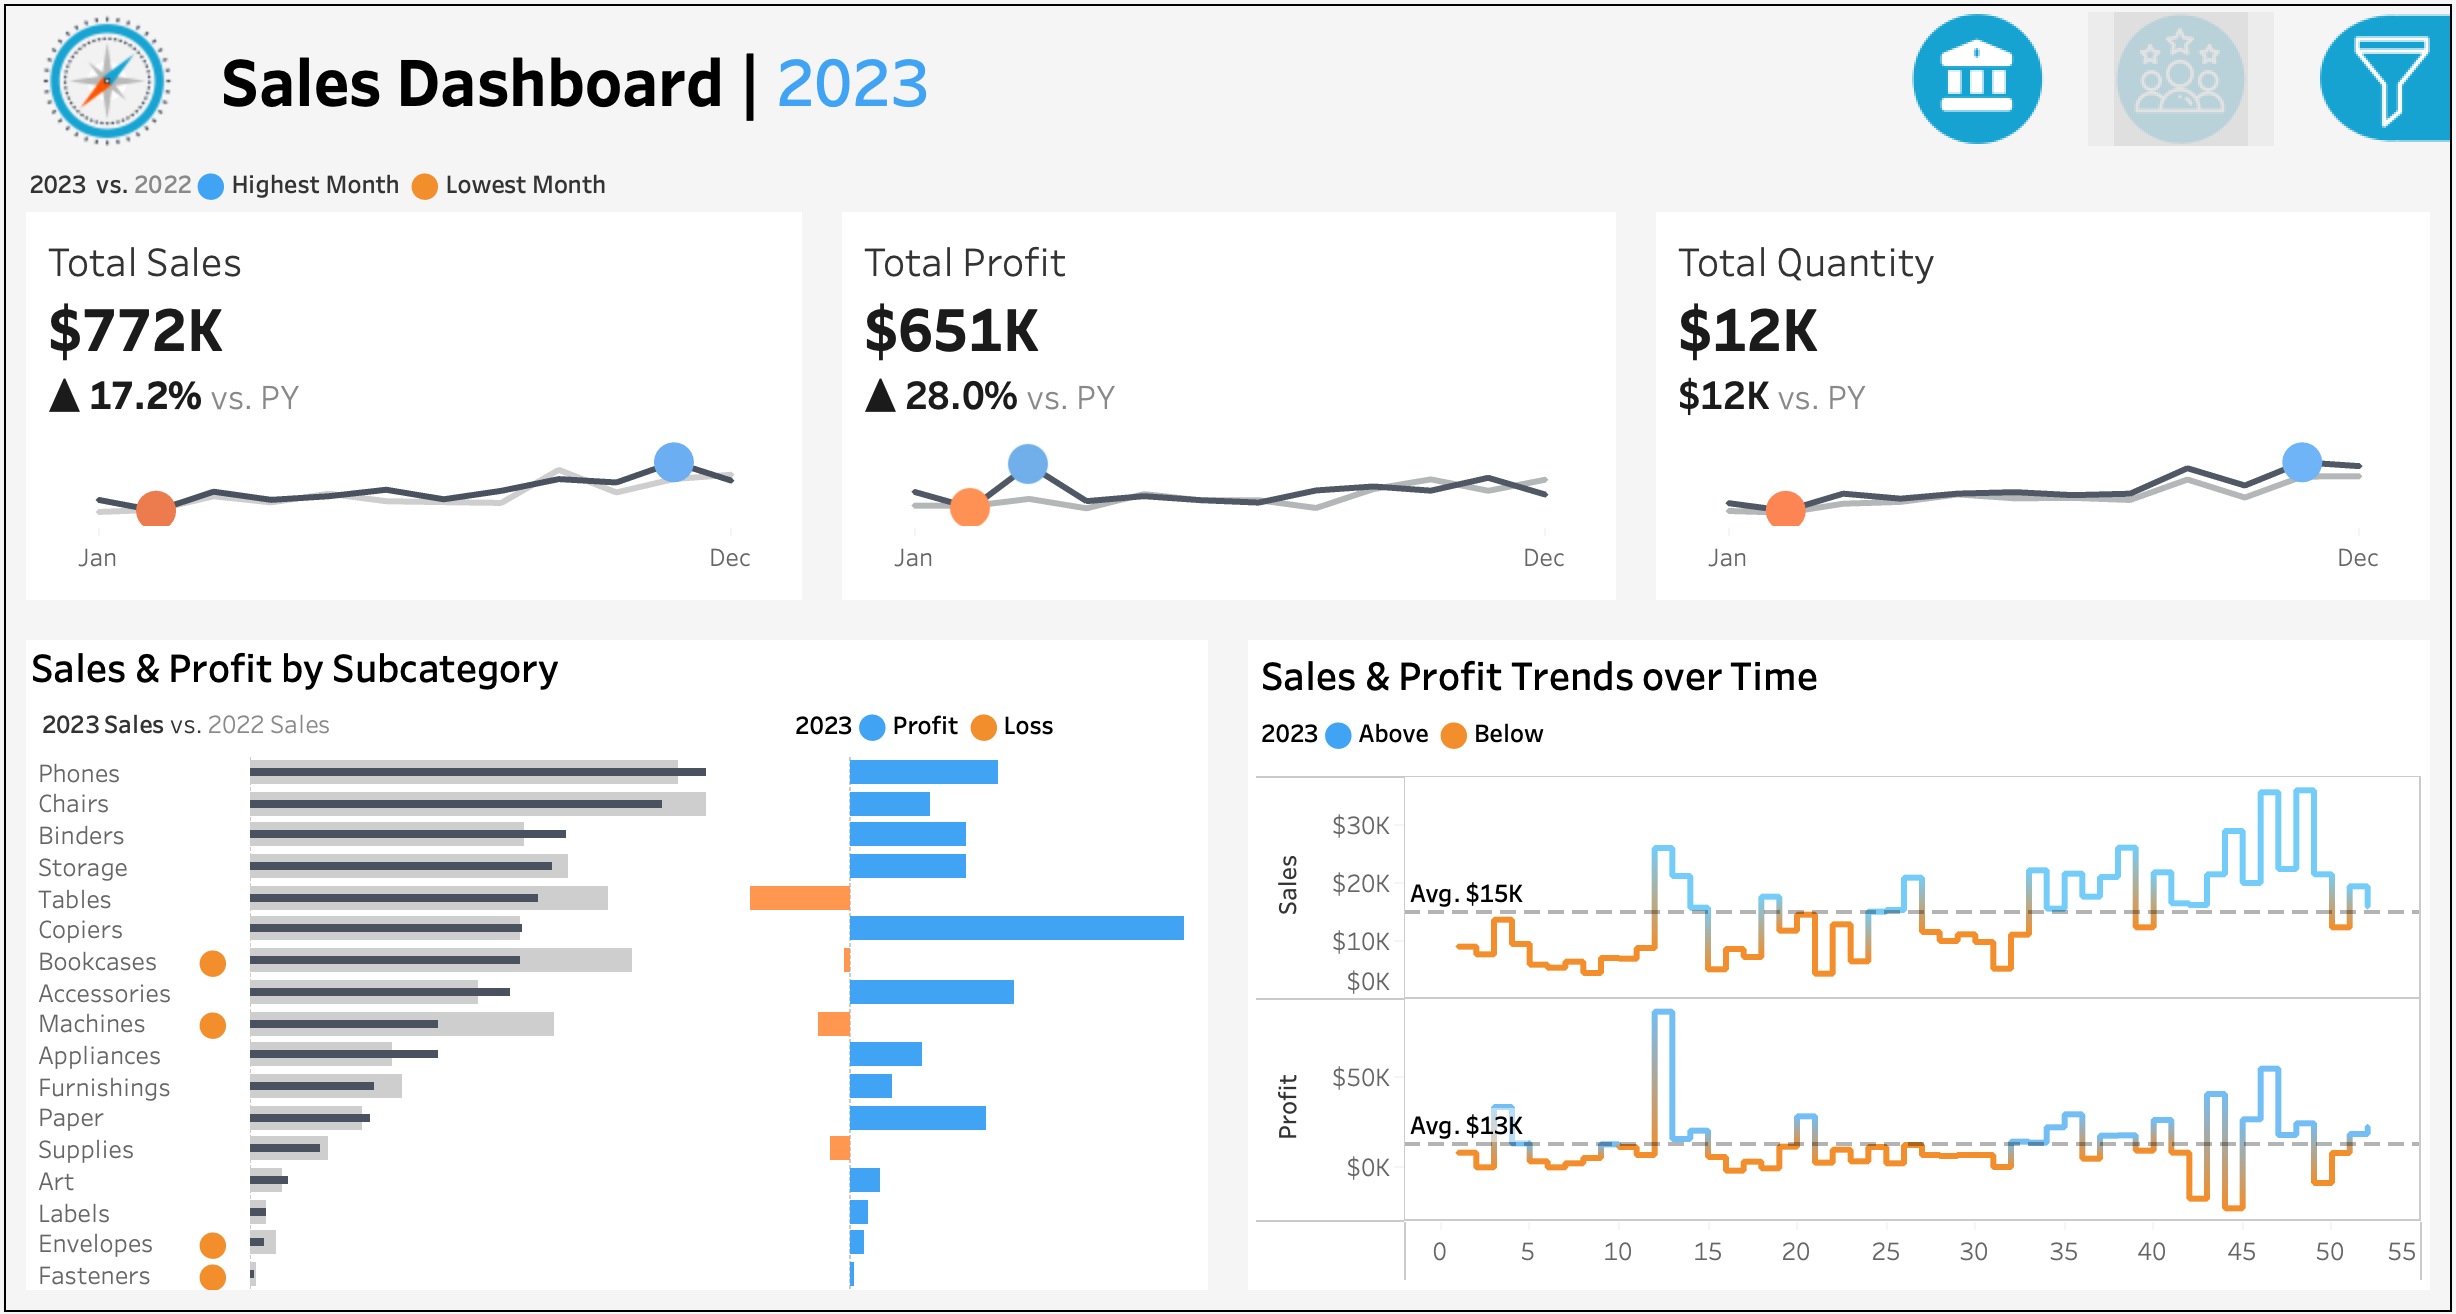 Sales Dashboard | 2023
2023 vs. 2022 Highest Month Lowest Month
Total Sales
$772K
▲ 17.2% vs. PY
Jan Dec
Total Profit
$651K
▲ 28.0% vs. PY
Jan Dec
Total Quantity
$12K
$12K vs. PY
Jan Dec
Sales & Profit by Subcategory
2023 Sales vs. 2022 Sales
2023 Profit Loss
Phones
Chairs
Binders
Storage
Tables
Copiers
Bookcases
Accessories
Machines
Appliances
Furnishings
Paper
Supplies
Art
Labels
Envelopes
Fasteners
Sales & Profit Trends over Time
2023 Above Below
Sales
$30K
$20K
Avg. $15K
$10K
$0K
Profit
$50K
Avg. $13K
$0K
0 5 10 15 20 25 30 35 40 45 50 55